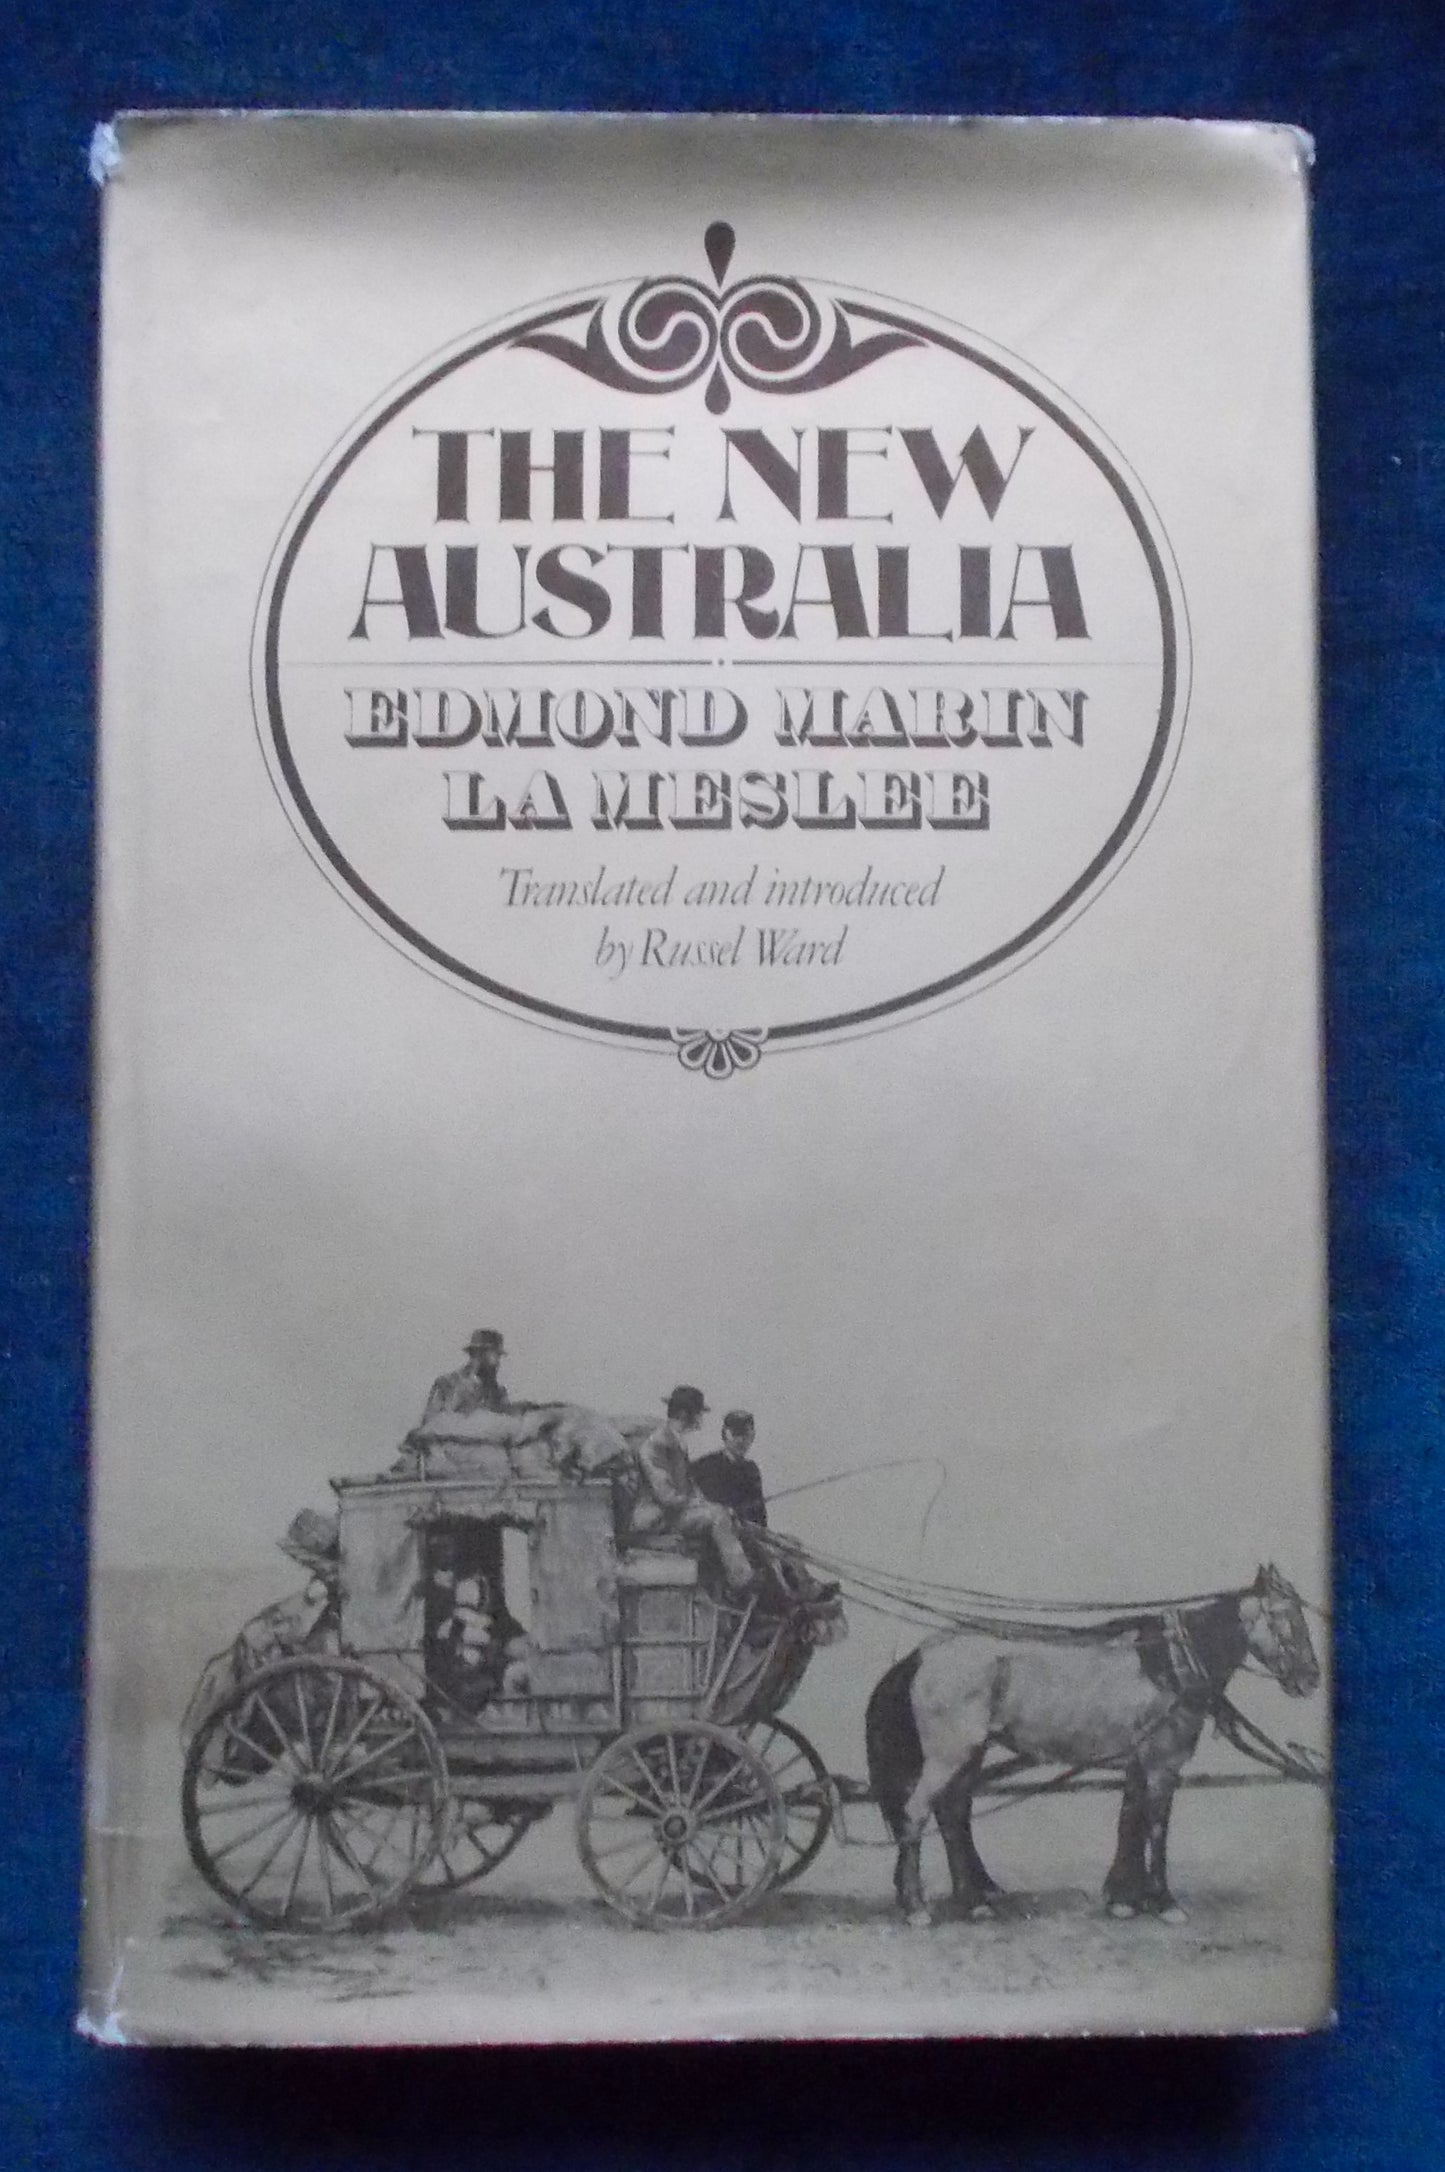 THE NEW
AUSTRALIA
EDMOND MARIN
LA MESLEE
Translated and introduced
by Russel Ward